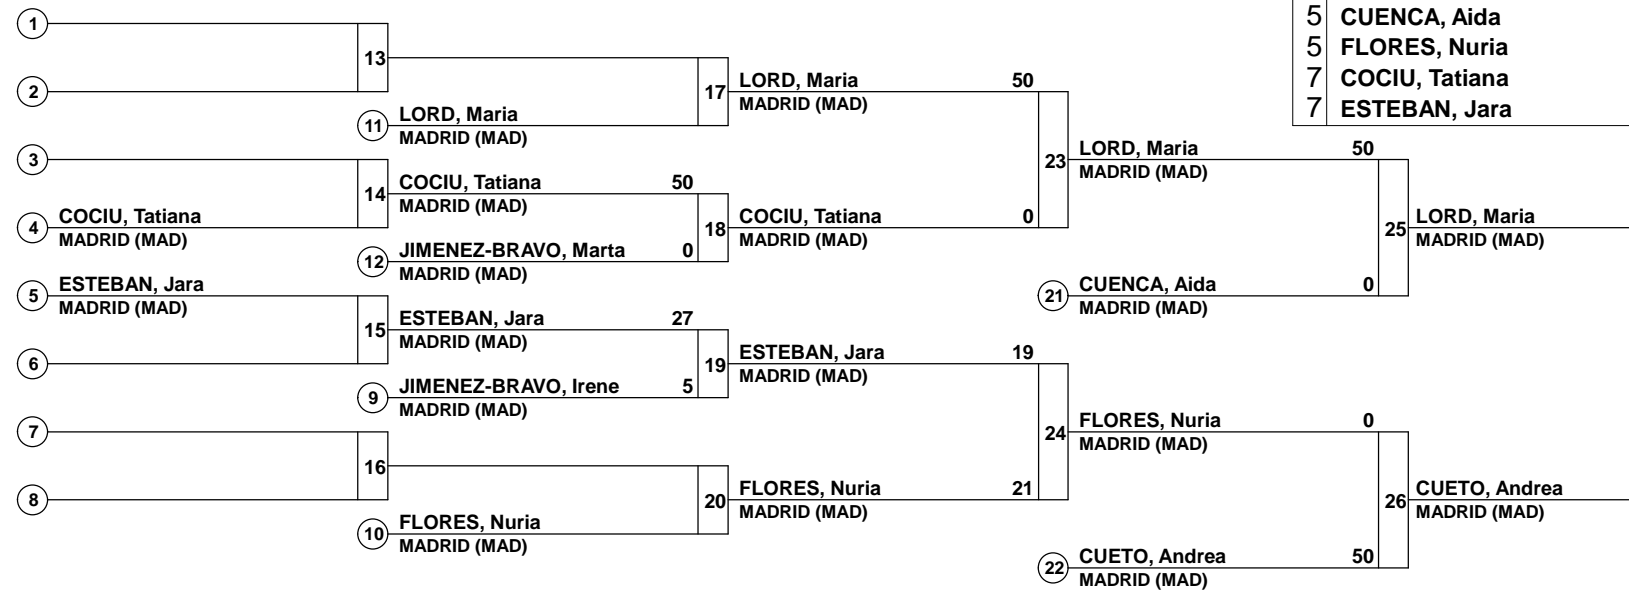 1
5 CUENCA, Aida
5 FLORES, Nuria
13
2
7 COCIU, Tatiana
LORD, Maria 50
17 MADRID (MAD)
7 ESTEBAN, Jara
11 LORD, Maria
MADRID (MAD)
LORD, Maria 50
3
23 MADRID (MAD)
COCIU, Tatiana 50
14 MADRID (MAD)
4 COCIU, Tatiana
MADRID (MAD)
COCIU, Tatiana 0
18 MADRID (MAD)
LORD, Maria
25 MADRID (MAD)
12 JIMENEZ-BRAVO, Marta 0
MADRID (MAD)
5 ESTEBAN, Jara
MADRID (MAD)
21 CUENCA, Aida 0
MADRID (MAD)
ESTEBAN, Jara 27
15 MADRID (MAD)
6
ESTEBAN, Jara 19
19 MADRID (MAD)
9 JIMENEZ-BRAVO, Irene 5
MADRID (MAD)
7
FLORES, Nuria 0
24 MADRID (MAD)
16
8
FLORES, Nuria 21
20 MADRID (MAD)
CUETO, Andrea
26 MADRID (MAD)
10 FLORES, Nuria
MADRID (MAD)
22 CUETO, Andrea 50
MADRID (MAD)